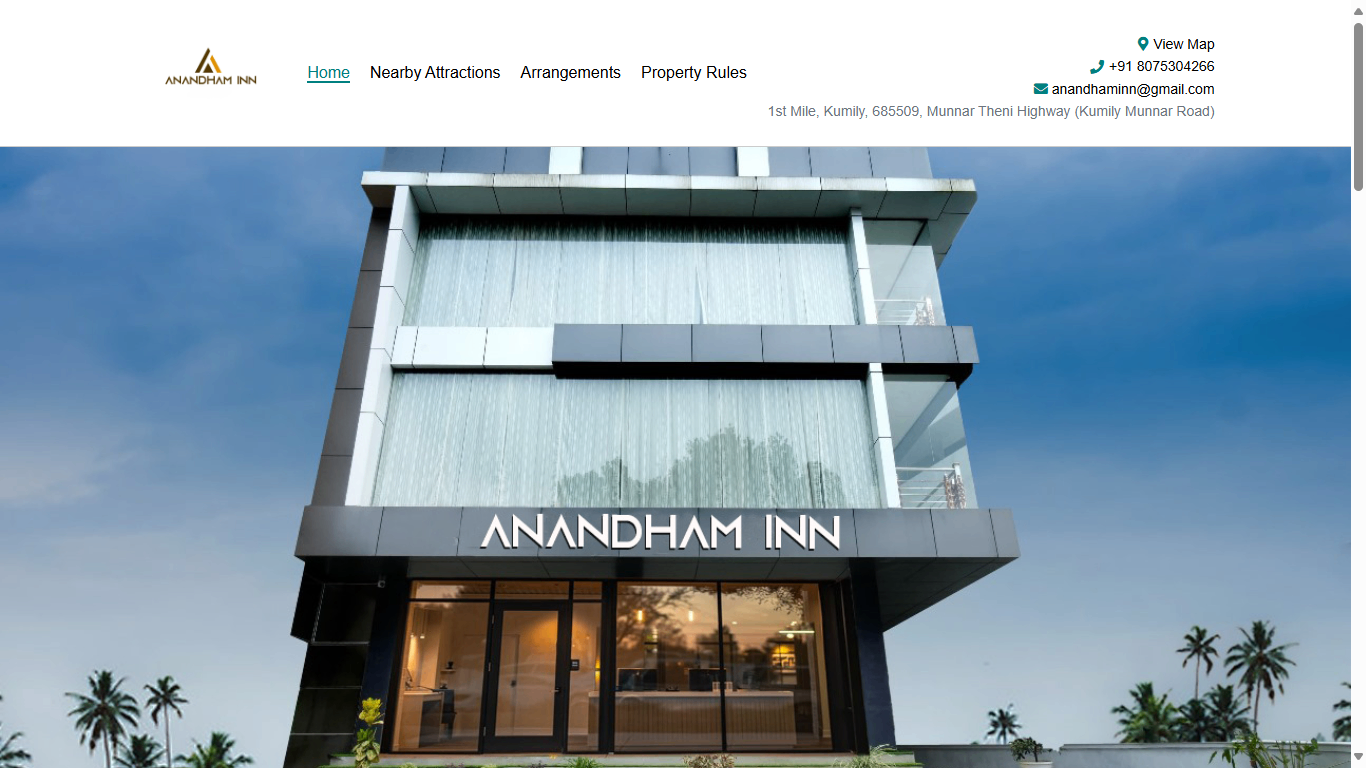 ANANDHAM INN
Home
Nearby Attractions
Arrangements
Property Rules
View Map
+91 8075304266
anandhaminn@gmail.com
1st Mile, Kumily, 685509, Munnar Theni Highway (Kumily Munnar Road)
ANANDHAM INN